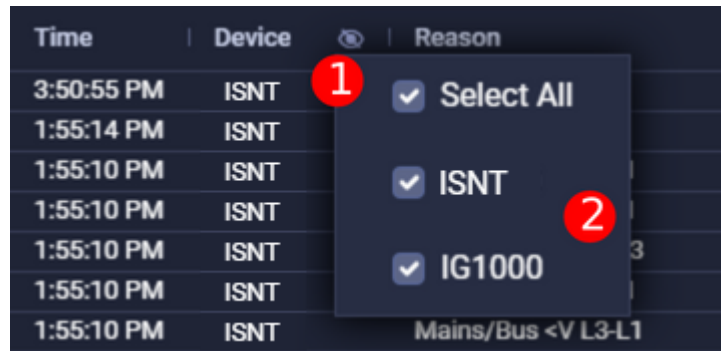 Time Device Reason
3:50:55 PM ISNT 1 Select All
1:55:14 PM ISNT
1:55:10 PM ISNT ISNT
1:55:10 PM ISNT 2
1:55:10 PM ISNT IG1000 3
1:55:10 PM ISNT
1:55:10 PM ISNT Mains/Bus <V L3-L1